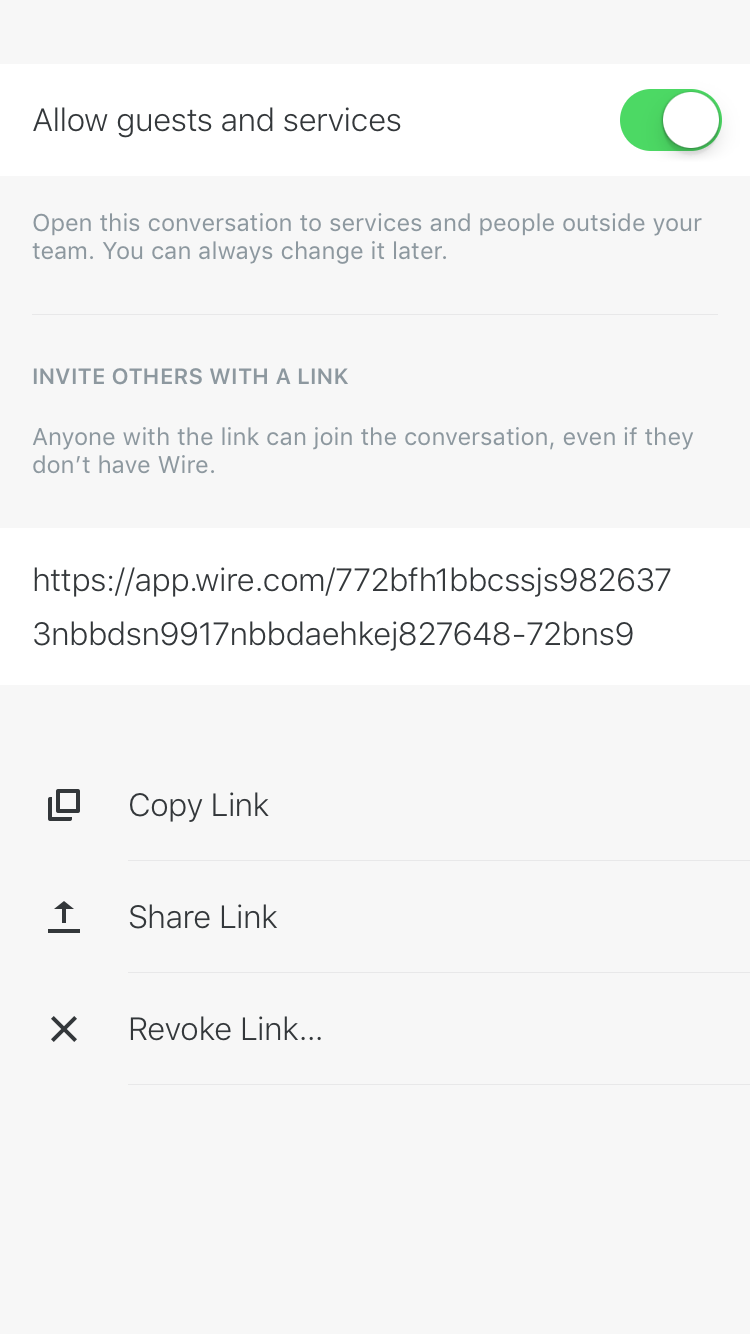 Allow guests and services
Open this conversation to services and people outside your
team. You can always change it later.
INVITE OTHERS WITH A LINK
Anyone with the link can join the conversation, even if they
don’t have Wire.
https://app.wire.com/772bfh1bbcssjs982637
3nbbdsn9917nbbdaehkej827648-72bns9
Copy Link
Share Link
Revoke Link...